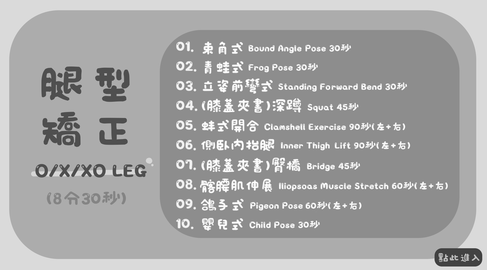 腿型
矯正
O/X/XO LEG
(8分30秒)
01. 束角式 Bound Angle Pose 30秒
02. 青蛙式 Frog Pose 30秒
03. 立姿前彎式 Standing Forward Bend 30秒
04. (膝蓋夾書)深蹲 Squat 45秒
05. 蚌式開合 Clamshell Exercise 90秒(左+右)
06. 側臥內抬腿 Inner Thigh Lift 90秒(左+右)
07. (膝蓋夾書)臀橋 Bridge 45秒
08. 髂腰肌伸展 Iliopsoas Muscle Stretch 60秒(左+右)
09. 鴿子式 Pigeon Pose 60秒(左+右)
10. 嬰兒式 Child Pose 30秒
點此進入